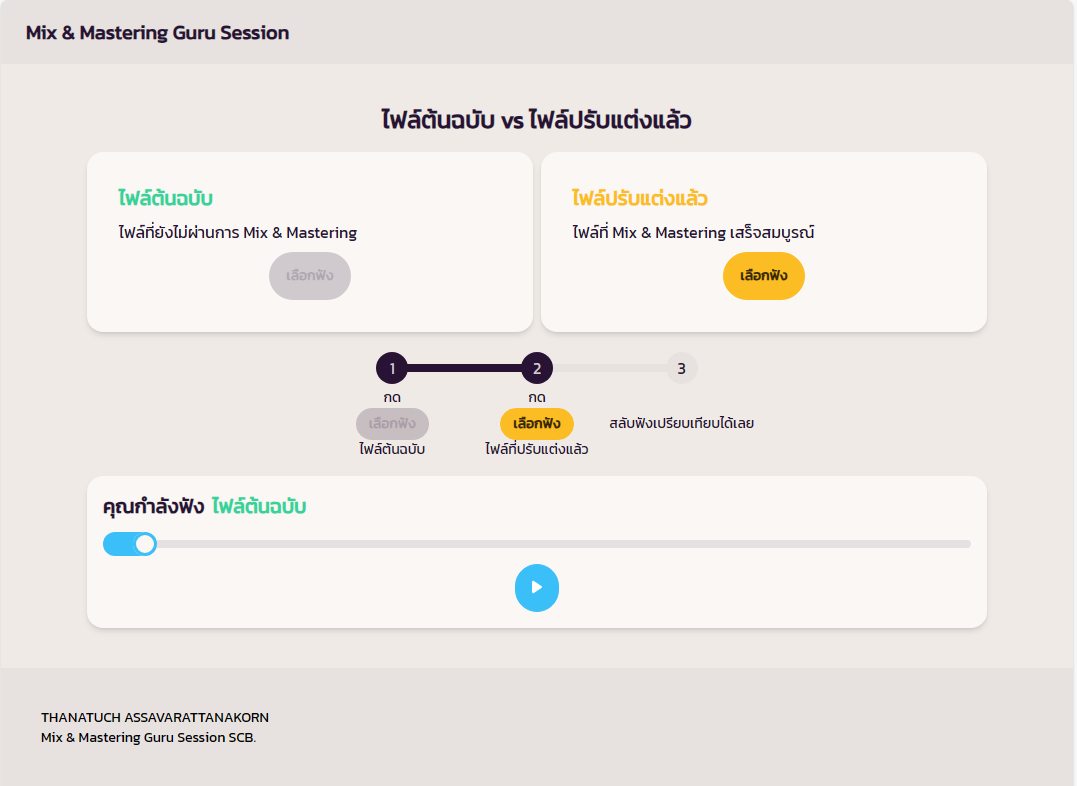 Mix & Mastering Guru Session
ไฟล์ต้นฉบับ vs ไฟล์ปรับแต่งแล้ว
ไฟล์ต้นฉบับ
ไฟล์ที่ยังไม่ผ่านการ Mix & Mastering
เลือกฟัง
ไฟล์ปรับแต่งแล้ว
ไฟล์ที่ Mix & Mastering เสร็จสมบูรณ์
เลือกฟัง
1
กด
เลือกฟัง
ไฟล์ต้นฉบับ
2
กด
เลือกฟัง
ไฟล์ที่ปรับแต่งแล้ว
3
สลับฟังเปรียบเทียบได้เลย
คุณกำลังฟัง ไฟล์ต้นฉบับ
THANATUCH ASSAVARATTANAKORN
Mix & Mastering Guru Session SCB.